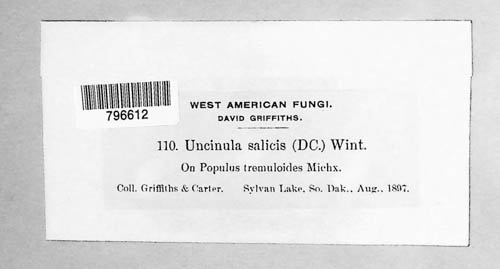 WEST AMERICAN FUNGI.
DAVID GRIFFITHS.
796612
110. Uncinula salicis (DC.) Wint.
On Populus tremuloides Michx.
Coll. Griffiths & Carter. Sylvan Lake, So. Dak., Aug., 1897.